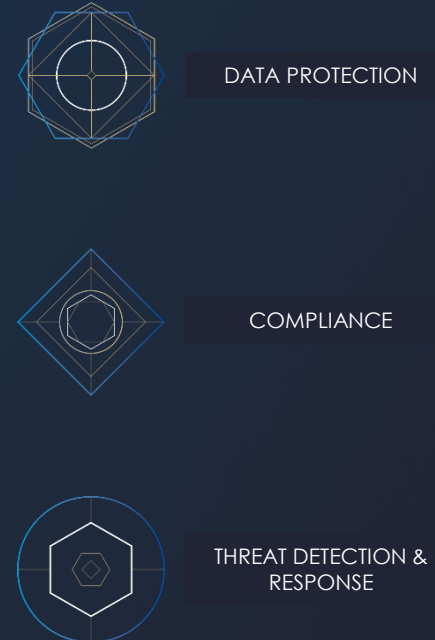 DATA PROTECTION
COMPLIANCE
THREAT DETECTION &
RESPONSE